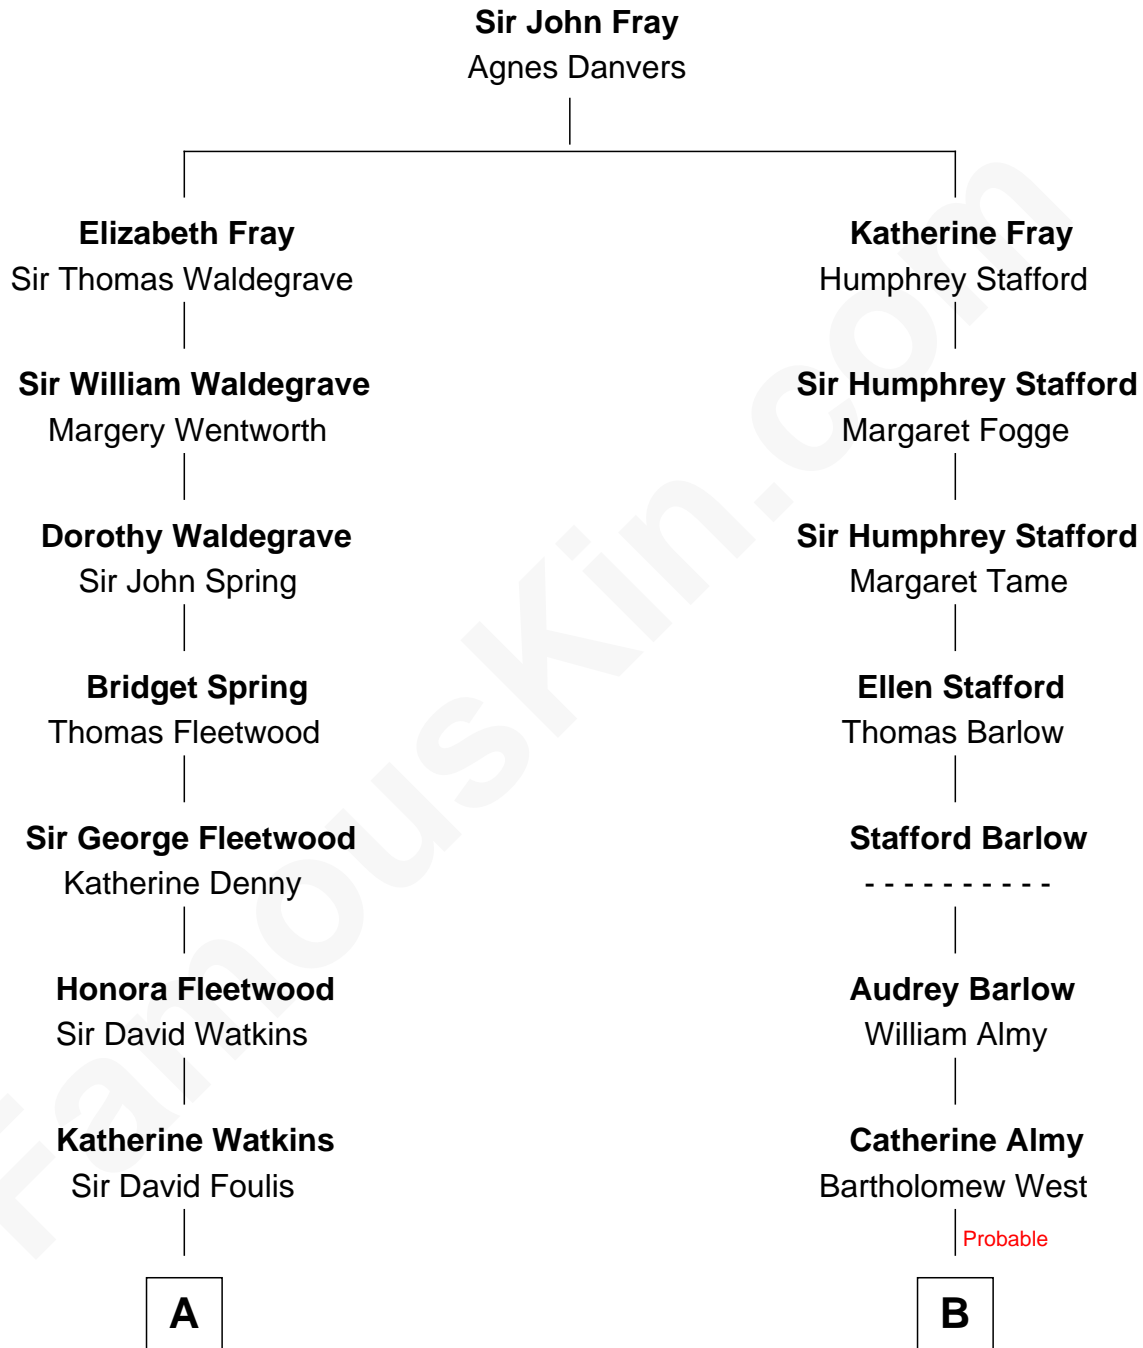 Sir John Fray
Agnes Danvers
Elizabeth Fray
Sir Thomas Waldegrave
Katherine Fray
Humphrey Stafford
Sir William Waldegrave
Margery Wentworth
Sir Humphrey Stafford
Margaret Fogge
Dorothy Waldegrave
Sir John Spring
Sir Humphrey Stafford
Margaret Tame
Bridget Spring
Thomas Fleetwood
Ellen Stafford
Thomas Barlow
Sir George Fleetwood
Katherine Denny
Stafford Barlow
- - - - - - - - - -
Honora Fleetwood
Sir David Watkins
Audrey Barlow
William Almy
Katherine Watkins
Sir David Foulis
Catherine Almy
Bartholomew West
Probable
A
B
FamousKin.com